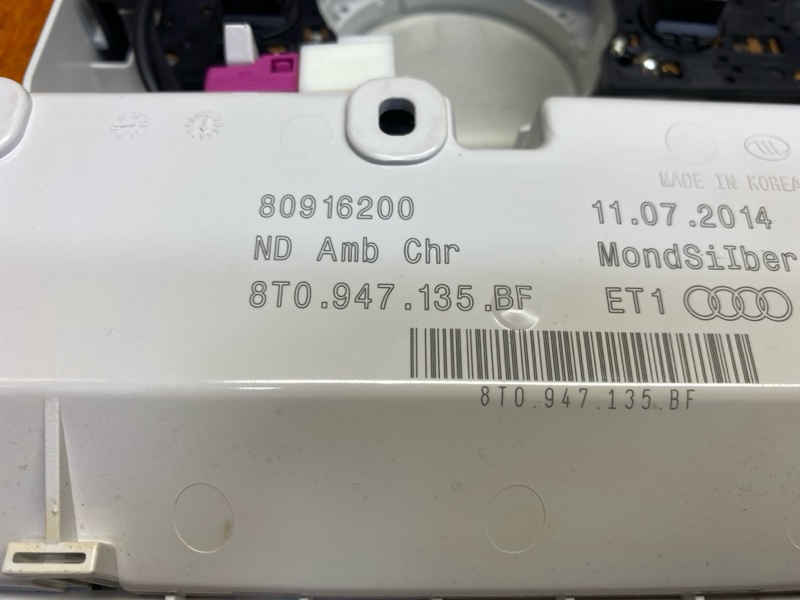 MADE IN KOREA
80916200 11.07.2014
ND Amb Chr MondSilber
8T0.947.135.BF ET1
8T0.947.135.BF